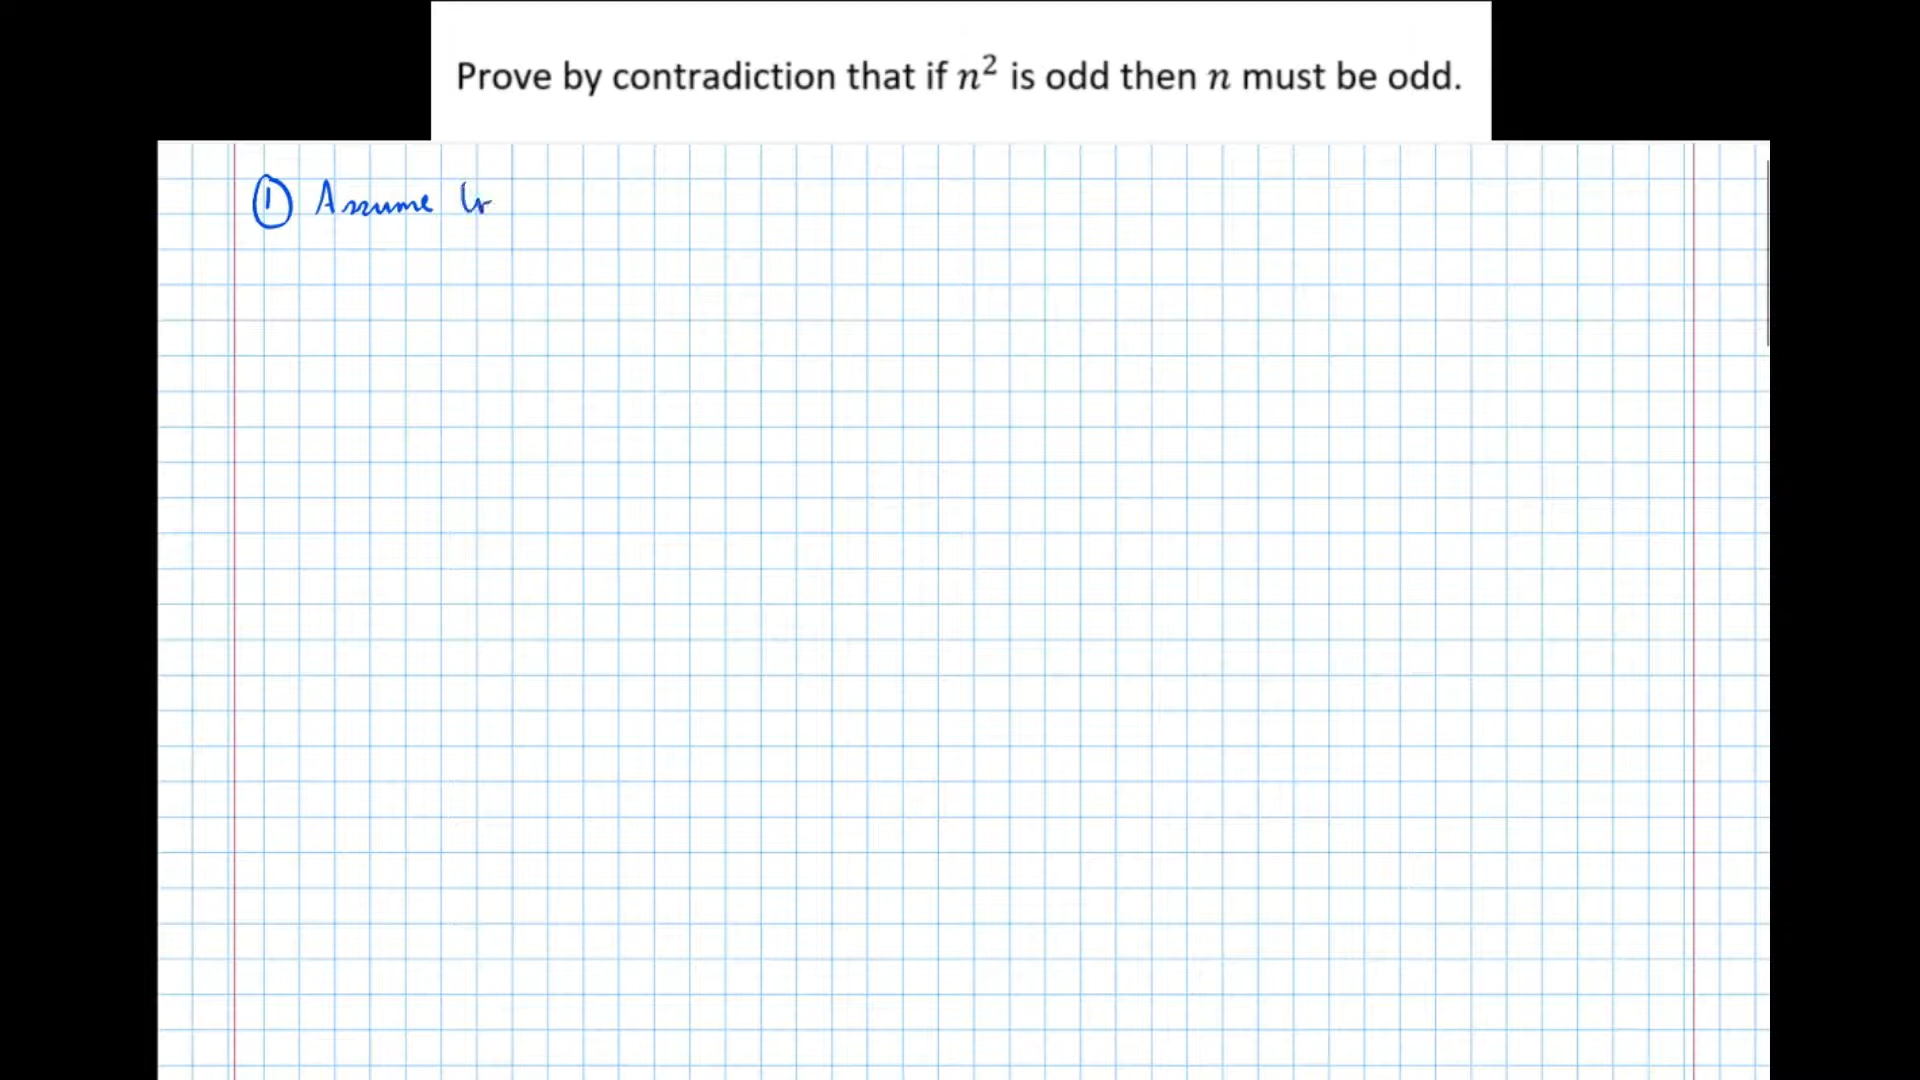 Prove by contradiction that if n² is odd then n must be odd.
① Assume